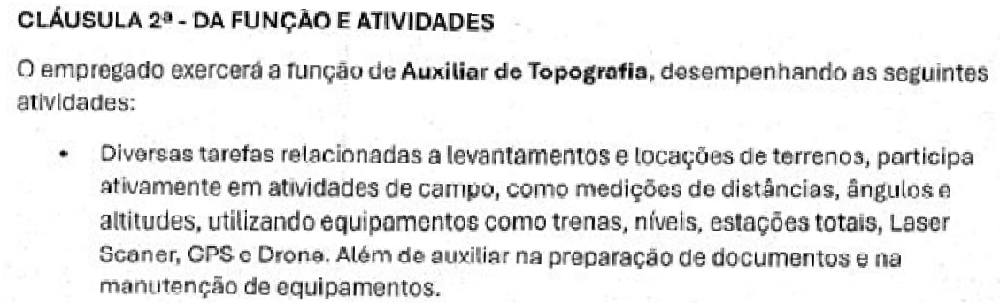 CLÁUSULA 2ª - DA FUNÇÃO E ATIVIDADES
O empregado exercerá a função de Auxiliar de Topografia, desempenhando as seguintes
atividades:
• Diversas tarefas relacionadas a levantamentos e locações de terrenos, participa
ativamente em atividades de campo, como medições de distâncias, ângulos e
altitudes, utilizando equipamentos como trenas, níveis, estações totais, Laser
Scaner, GPS e Drone. Além de auxiliar na preparação de documentos e na
manutenção de equipamentos.